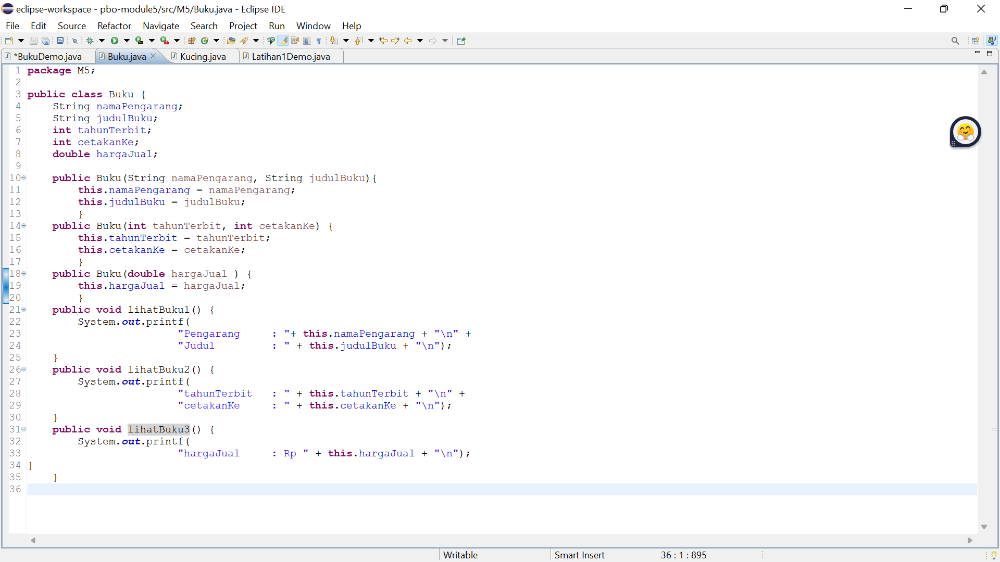 eclipse-workspace - pbo-module5/src/M5/Buku.java - Eclipse IDE
File Edit Source Refactor Navigate Search Project Run Window Help
*BukuDemo.java Buku.java Kucing.java Latihan1Demo.java
1 package M5;
2
3 public class Buku {
4     String namaPengarang;
5     String judulBuku;
6     int tahunTerbit;
7     int cetakanKe;
8     double hargaJual;
9
10     public Buku(String namaPengarang, String judulBuku){
11         this.namaPengarang = namaPengarang;
12         this.judulBuku = judulBuku;
13         }
14     public Buku(int tahunTerbit, int cetakanKe) {
15         this.tahunTerbit = tahunTerbit;
16         this.cetakanKe = cetakanKe;
17         }
18     public Buku(double hargaJual ) {
19         this.hargaJual = hargaJual;
20         }
21     public void lihatBuku1() {
22         System.out.printf(
23                         "Pengarang     : "+ this.namaPengarang + "\n" +
24                         "Judul         : " + this.judulBuku + "\n");
25     }
26     public void lihatBuku2() {
27         System.out.printf(
28                         "tahunTerbit   : " + this.tahunTerbit + "\n" +
29                         "cetakanKe     : " + this.cetakanKe + "\n");
30     }
31     public void lihatBuku3() {
32         System.out.printf(
33                         "hargaJual     : Rp " + this.hargaJual + "\n");
34 }
35     }
36
Writable Smart Insert 36 : 1 : 895